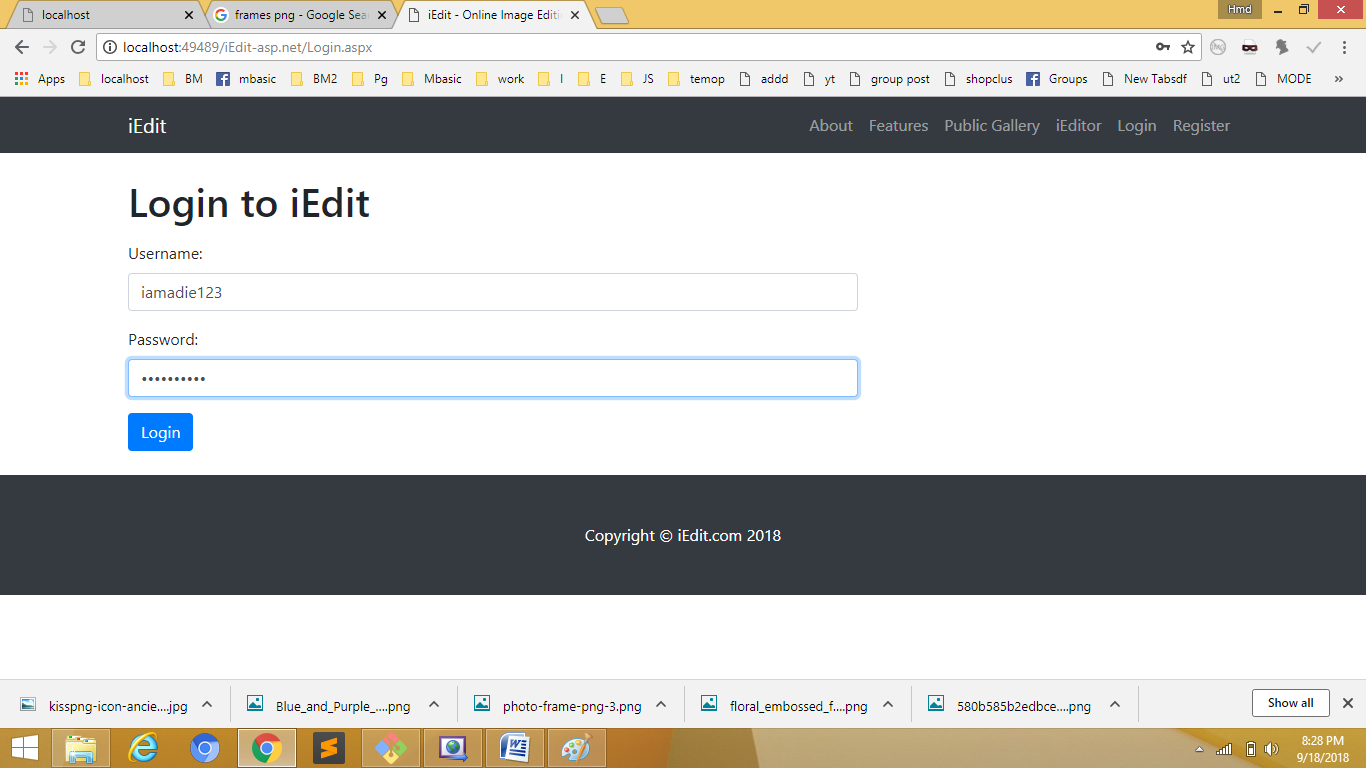 localhost
frames png - Google Sea
iEdit - Online Image Editi
Hmd
localhost:49489/iEdit-asp.net/Login.aspx
Apps localhost BM mbasic BM2 Pg Mbasic work I E JS temop addd yt group post shopclus Groups New Tabsdf ut2 MODE »
iEdit About Features Public Gallery iEditor Login Register
Login to iEdit
Username:
iamadie123
Password:
••••••••••
Login
Copyright © iEdit.com 2018
kisspng-icon-ancie....jpg Blue_and_Purple_....png photo-frame-png-3.png floral_embossed_f....png 580b585b2edbce....png Show all
8:28 PM
9/18/2018